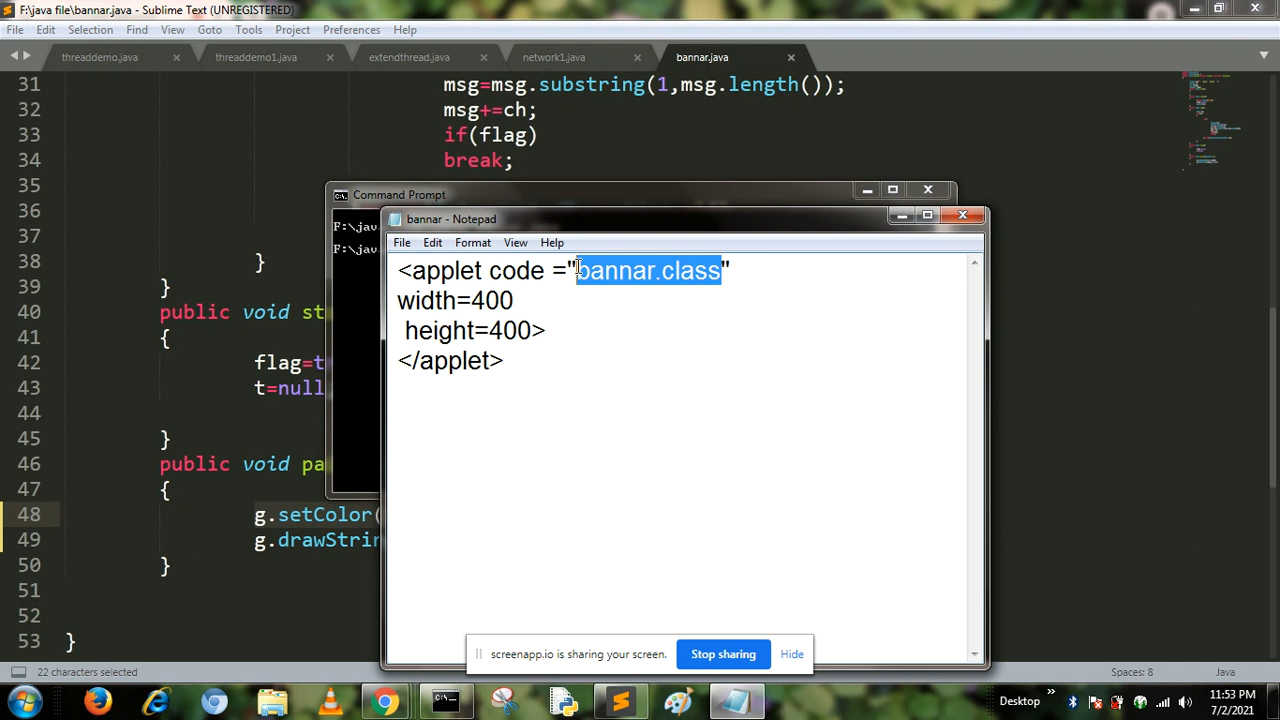 F:\java file\bannar.java - Sublime Text (UNREGISTERED)
File Edit Selection Find View Goto Tools Project Preferences Help
threaddemo.java threaddemo1.java extendthread.java network1.java bannar.java
31 msg=msg.substring(1,msg.length());
32 msg+=ch;
33 if(flag)
34 break;
35
36
37
38 }
39 }
40 public void st
41 {
42 flag=t
43 t=null
44
45 }
46 public void pa
47 {
48 g.setColor(
49 g.drawStrin
50 }
51
52
53 }
Command Prompt
F:\jav
F:\jav
bannar - Notepad
File Edit Format View Help
<applet code ="bannar.class"
width=400
height=400>
</applet>
screenapp.io is sharing your screen. Stop sharing Hide
22 characters selected Spaces: 8 Java
Desktop 11:53 PM
7/2/2021